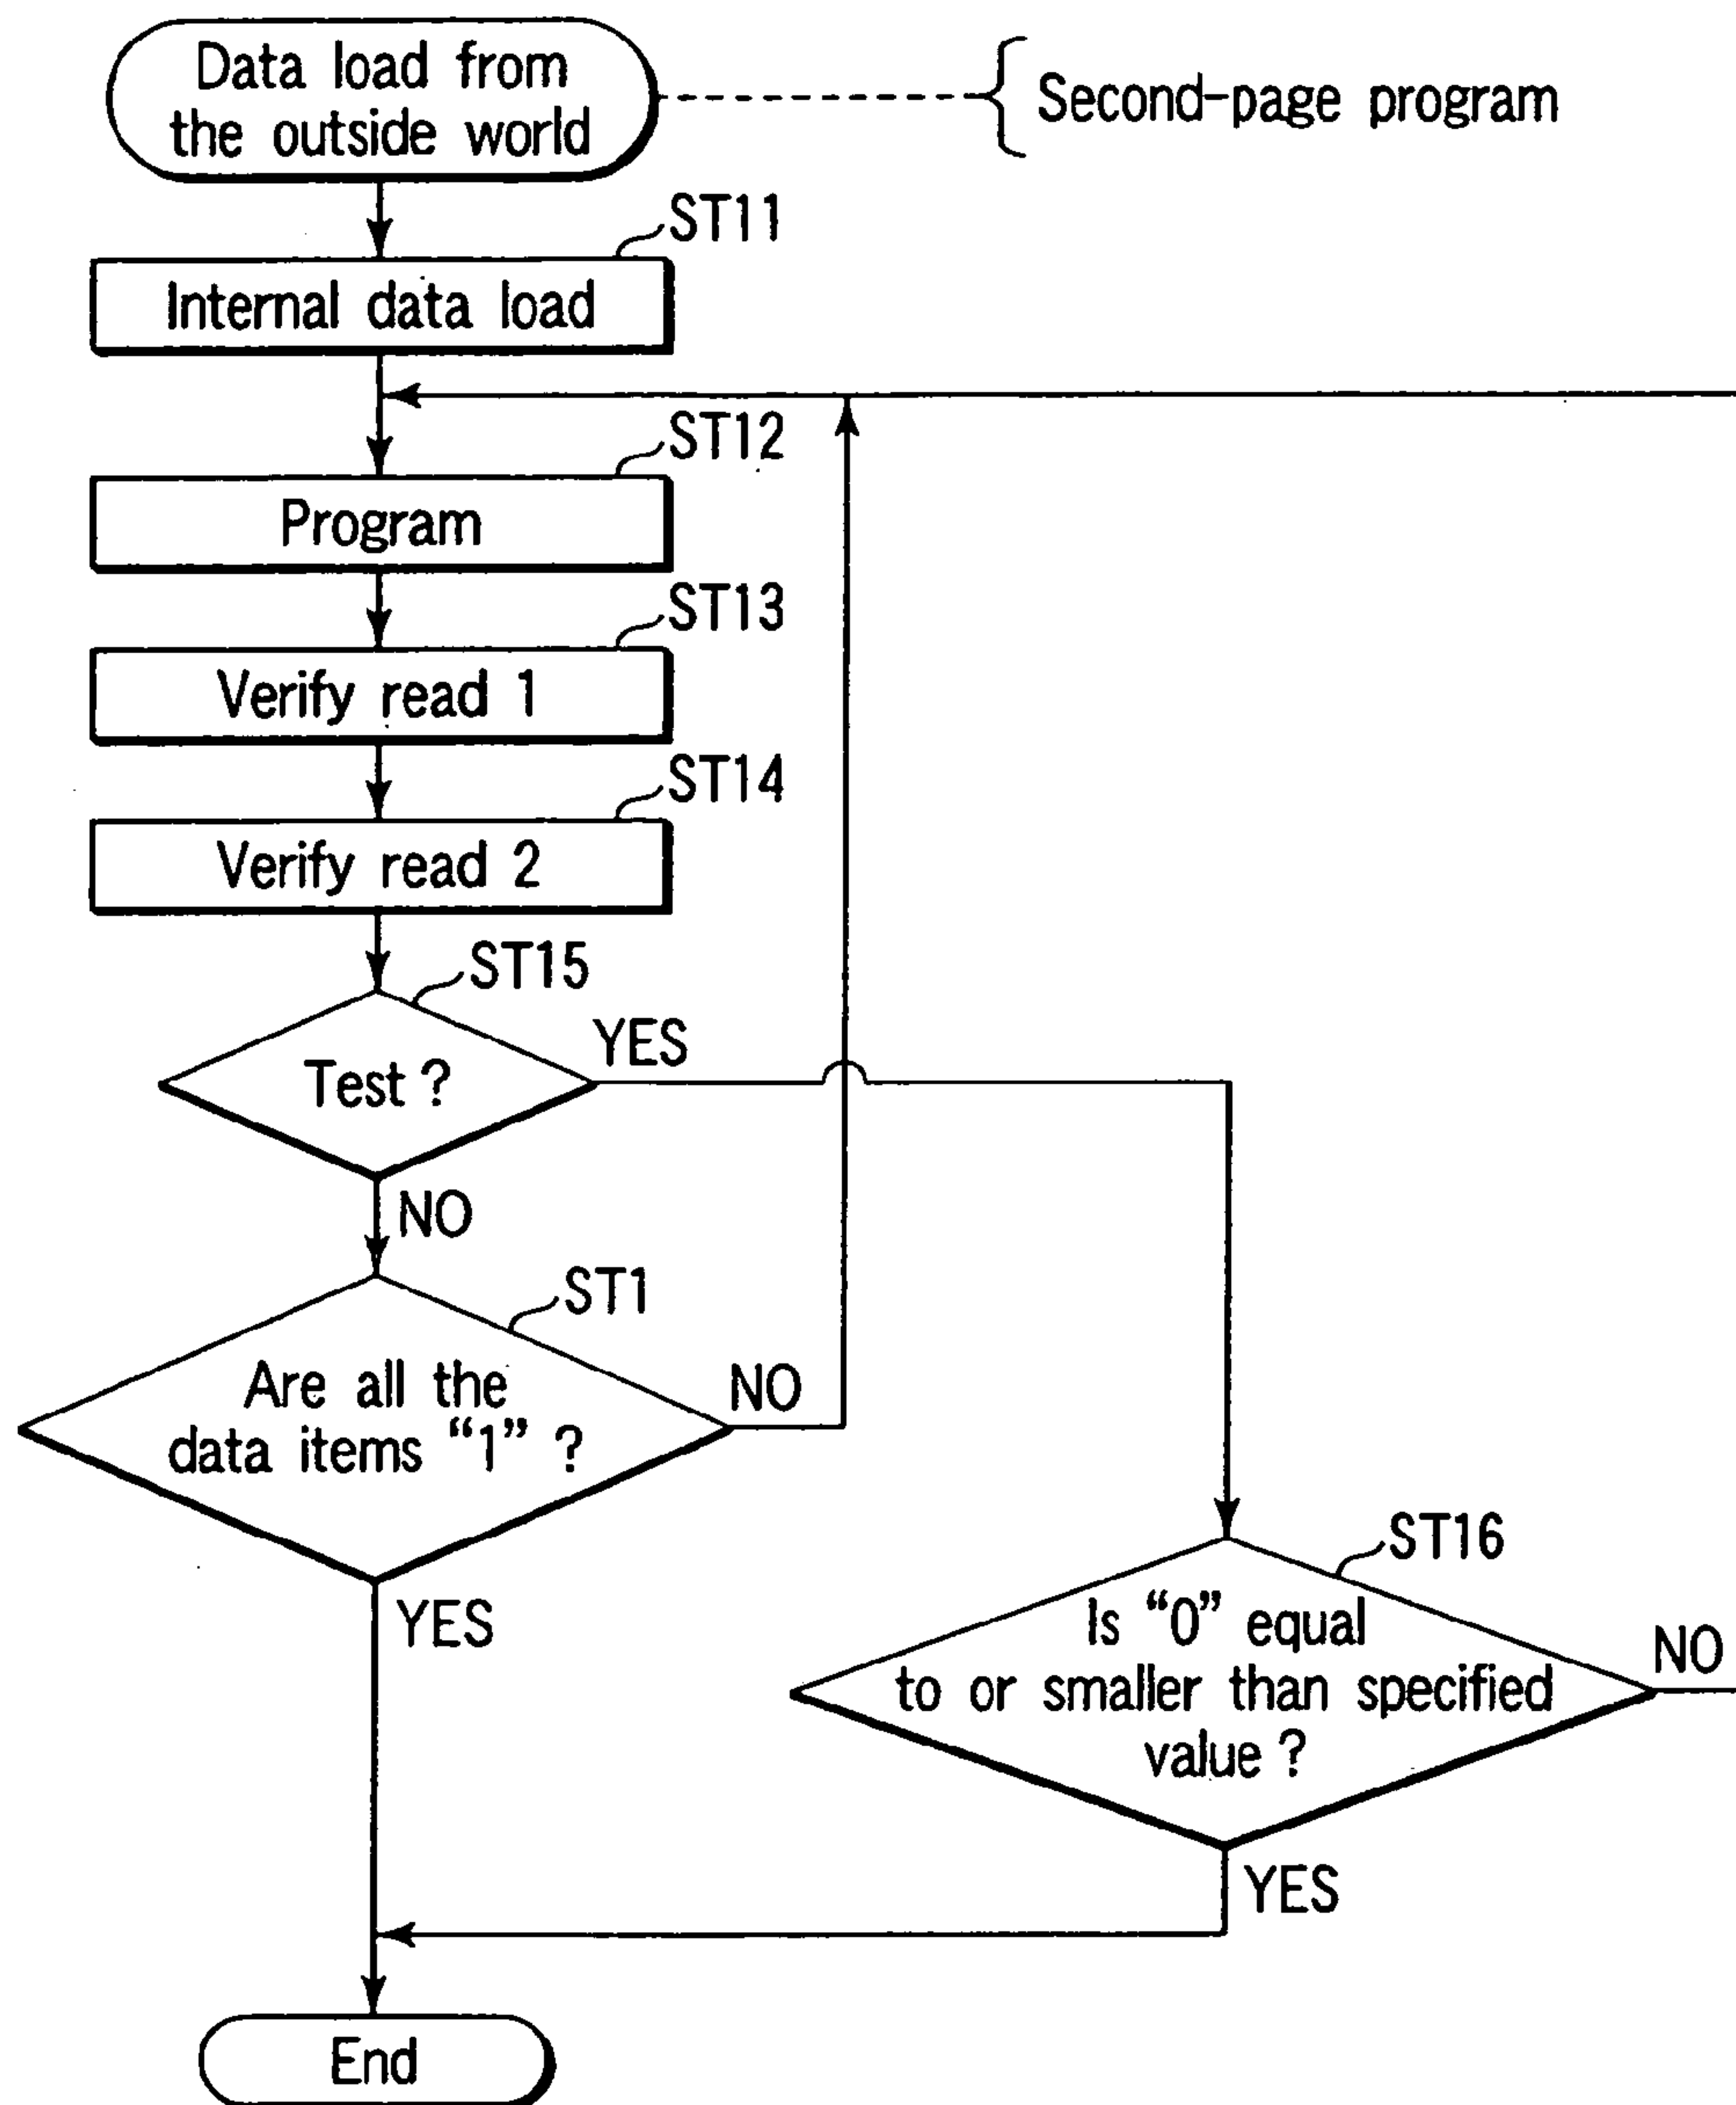 Data load from
the outside world
Second-page program
ST11
Internal data load
ST12
Program
ST13
Verify read 1
ST14
Verify read 2
ST15
Test ?
YES
NO
ST1
Are all the
data items “1” ?
NO
YES
ST16
Is “0” equal
to or smaller than specified
value ?
NO
YES
End